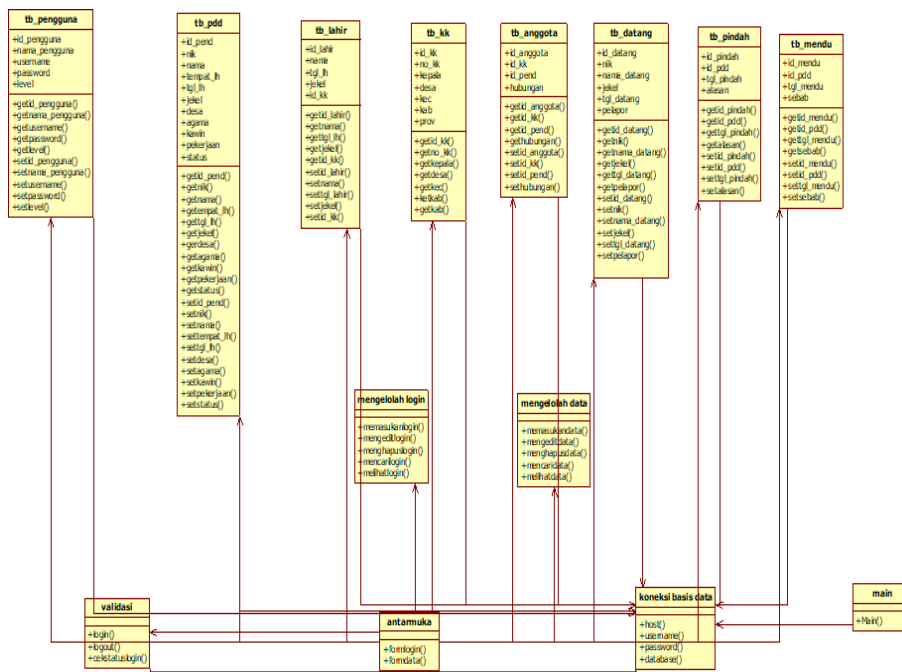 tb_pengguna
+id_pengguna
+nama_pengguna
+username
+password
+level
+getid_pengguna()
+getnama_pengguna()
+getusername()
+getpassword()
+getlevel()
+setid_pengguna()
+setnama_pengguna()
+setusername()
+setpassword()
+setlevel()
tb_pdd
+id_pend
+nik
+nama
+tempat_lh
+tgl_lh
+jekel
+desa
+agama
+kawin
+pekerjaan
+status
+getid_pend()
+getnik()
+getnama()
+getempat_lh()
+gettgl_lh()
+getjekel()
+gerdesa()
+getagama()
+getkawin()
+getpekerjaan()
+getstatus()
+setid_pend()
+setnik()
+setnama()
+settempat_lh()
+settgl_lh()
+setdesa()
+setagama()
+setkawin()
+setpekerjaan()
+setstatus()
tb_lahir
+id_lahir
+nama
+tgl_lh
+jekel
+id_kk
+getid_lahir()
+getnama()
+gettgl_lh()
+getjekel()
+getid_kk()
+setid_lahir()
+setnama()
+settgl_lahir()
+setjekel()
+setid_kk()
tb_kk
+id_kk
+no_kk
+kepala
+desa
+kec
+kab
+prov
+getid_kk()
+getno_kk()
+getkepala()
+getdesa()
+getkec()
+ketkab()
+getkab()
tb_anggota
+id_anggota
+id_kk
+id_pend
+hubungan
+getid_anggota()
+getid_kk()
+getid_pend()
+gethubungan()
+setid_anggota()
+setid_kk()
+setid_pend()
+sethubungan()
tb_datang
+id_datang
+nik
+nama_datang
+jekel
+tgl_datang
+pelapor
+getid_datang()
+getnik()
+getnama_datang()
+getjekel()
+gettgl_datang()
+getpelapor()
+setid_datang()
+setnik()
+setnama_datang()
+setjekel()
+settgl_datang()
+setpelapor()
tb_pindah
+id_pindah
+id_pdd
+tgl_pindah
+alasan
+getid_pindah()
+getid_pdd()
+gettgl_pindah()
+getalasan()
+setid_pindah()
+setid_pdd()
+settgl_pindah()
+setalasan()
tb_mendu
+id_mendu
+id_pdd
+tgl_mendu
+sebab
+getid_mendu()
+getid_pdd()
+gettgl_mendu()
+getsebab()
+setid_mendu()
+setid_pdd()
+settgl_mendu()
+setsebab()
mengelolah login
+memasukanlogin()
+mengeditlogin()
+menghapuslogin()
+mencarilogin()
+melihatlogin()
mengelolah data
+memasukandata()
+mengeditdata()
+menghapusdata()
+mencaridata()
+melihatdata()
validasi
+login()
+logout()
+cekstatuslogin()
antarmuka
+formlogin()
+formdata()
koneksi basis data
+host()
+username()
+password()
+database()
main
+Main()